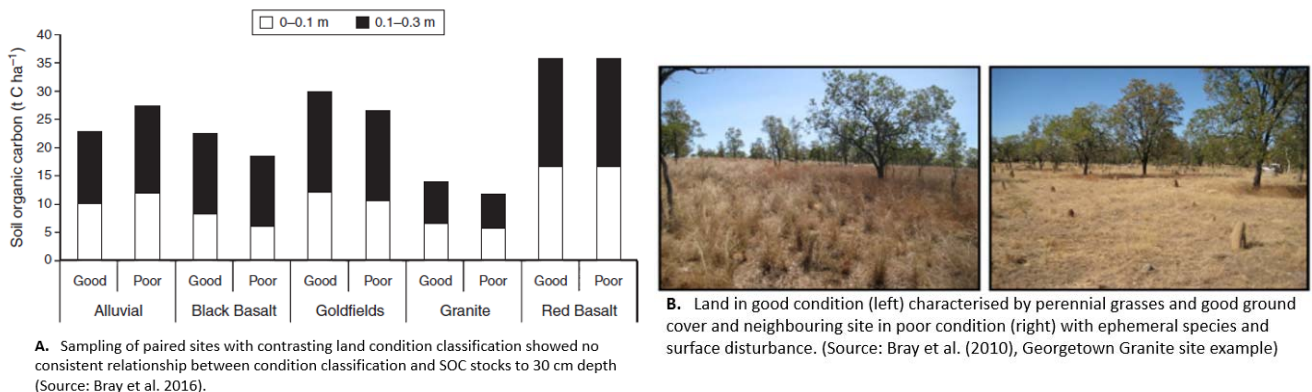 0–0.1 m 0.1–0.3 m
Soil organic carbon (t C ha⁻¹)
40
35
30
25
20
15
10
5
0
Good Poor Good Poor Good Poor Good Poor Good Poor
Alluvial Black Basalt Goldfields Granite Red Basalt
A. Sampling of paired sites with contrasting land condition classification showed no
consistent relationship between condition classification and SOC stocks to 30 cm depth
(Source: Bray et al. 2016).
B. Land in good condition (left) characterised by perennial grasses and good ground
cover and neighbouring site in poor condition (right) with ephemeral species and
surface disturbance. (Source: Bray et al. (2010), Georgetown Granite site example)